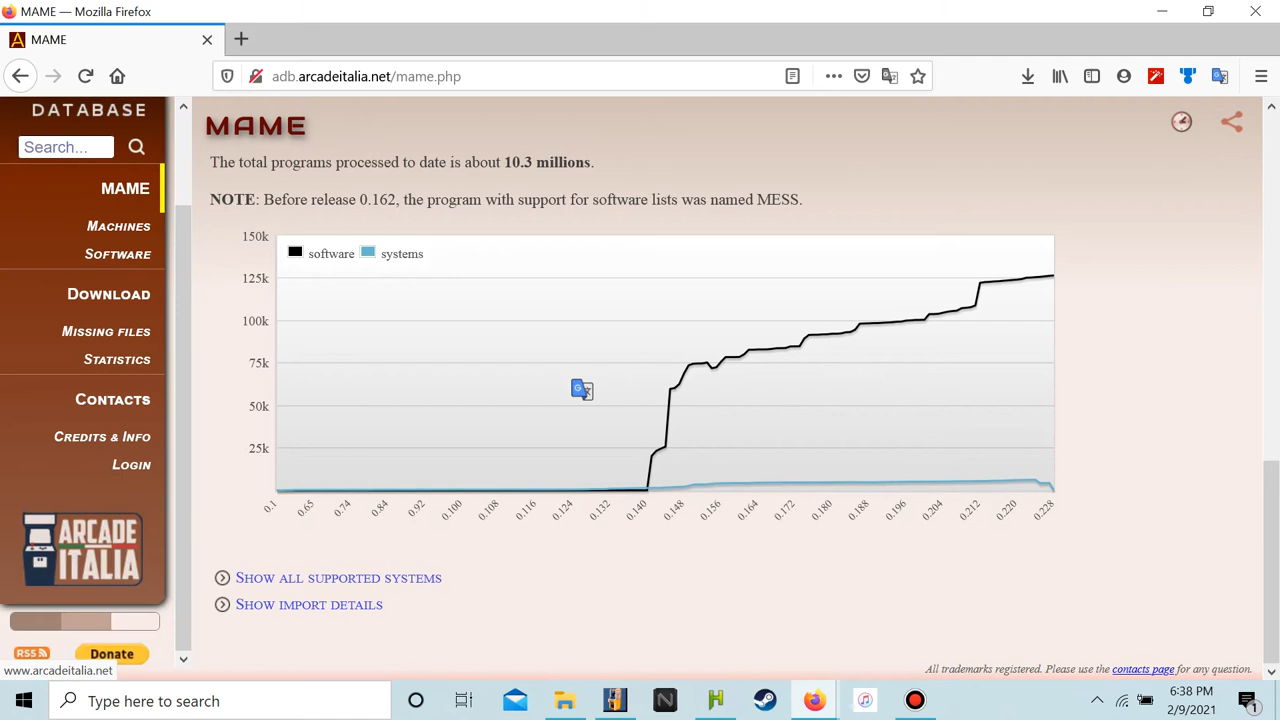 MAME — Mozilla Firefox
MAME
adb.arcadeitalia.net/mame.php
DATABASE
Search...
MAME
MACHINES
SOFTWARE
DOWNLOAD
MISSING FILES
STATISTICS
CONTACTS
CREDITS & INFO
LOGIN
ARCADE
ITALIA
RSS
Donate
www.arcadeitalia.net
MAME
The total programs processed to date is about 10.3 millions.
NOTE: Before release 0.162, the program with support for software lists was named MESS.
150k
software systems
125k
100k
75k
50k
25k
0.1 0.65 0.74 0.84 0.92 0.100 0.108 0.116 0.124 0.132 0.140 0.148 0.156 0.164 0.172 0.180 0.188 0.196 0.204 0.212 0.220 0.228
SHOW ALL SUPPORTED SYSTEMS
SHOW IMPORT DETAILS
All trademarks registered. Please use the contacts page for any question.
Type here to search
6:38 PM
2/9/2021
1